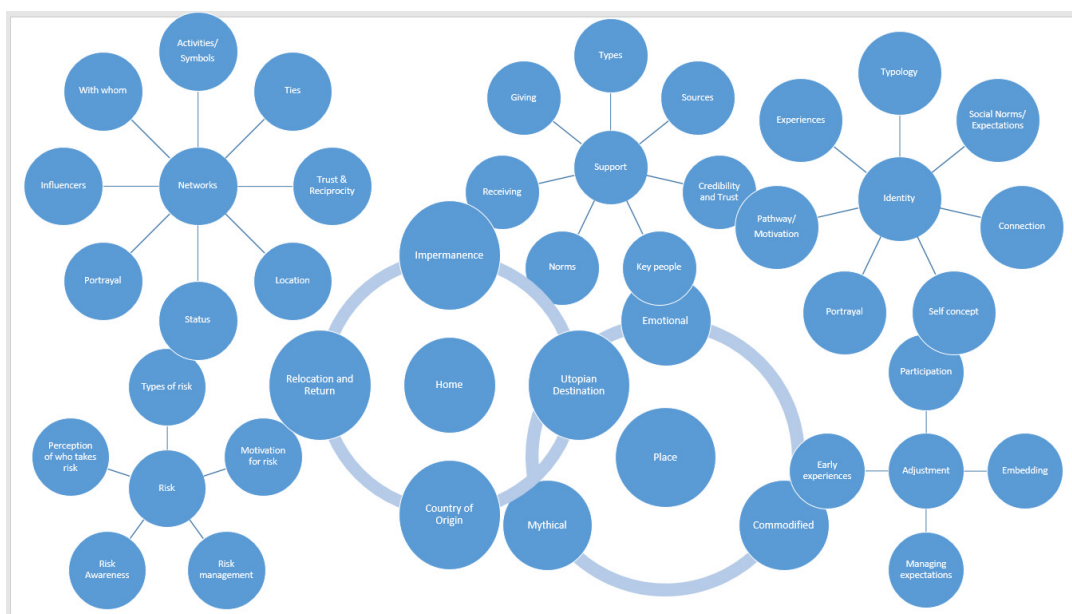 Activities/
Symbols
With whom
Ties
Influencers
Networks
Trust &
Reciprocity
Portrayal
Location
Status
Types
Giving
Sources
Support
Receiving
Credibility
and Trust
Norms
Key people
Typology
Experiences
Social Norms/
Expectations
Identity
Pathway/
Motivation
Connection
Portrayal
Self concept
Impermanence
Relocation and
Return
Home
Utopian
Destination
Country of
Origin
Emotional
Place
Mythical
Commodified
Types of risk
Perception
of who takes
risk
Motivation
for risk
Risk
Risk
Awareness
Risk
management
Participation
Early
experiences
Adjustment
Embedding
Managing
expectations